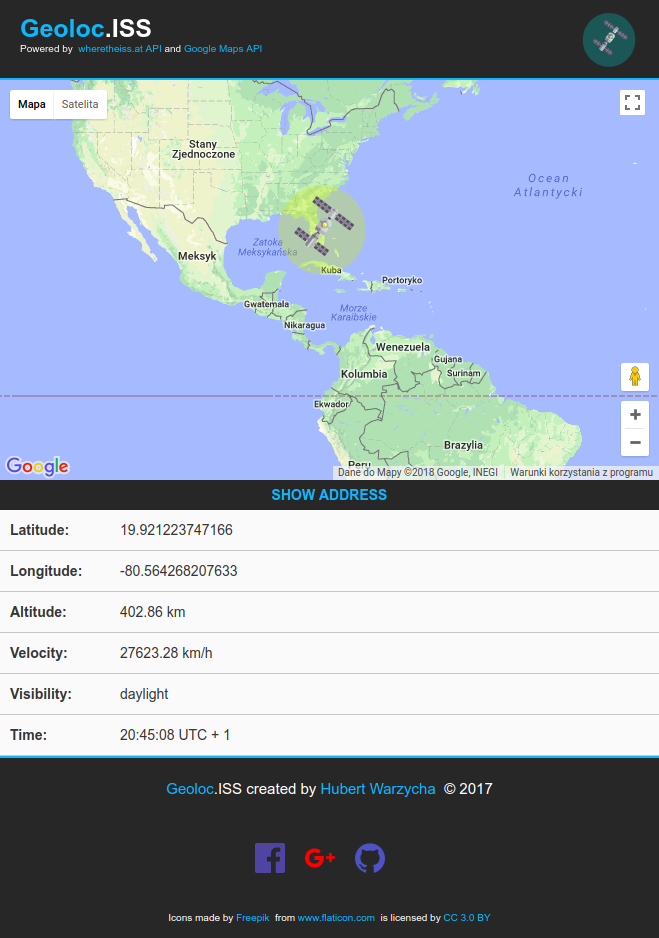 Geoloc.ISS
Powered by wheretheiss.at API and Google Maps API
Mapa Satelita
Stany
Zjednoczone
Ocean
Atlantycki
Zatoka
Meksykańska
Meksyk
Kuba
Portoryko
Gwatemala
Morze
Karaibskie
Nikaragua
Wenezuela
Gujana
Kolumbia
Surinam
Ekwador
Brazylia
Peru
Google
Dane do Mapy ©2018 Google, INEGI Warunki korzystania z programu
SHOW ADDRESS
Latitude: 19.921223747166
Longitude: -80.564268207633
Altitude: 402.86 km
Velocity: 27623.28 km/h
Visibility: daylight
Time: 20:45:08 UTC + 1
Geoloc.ISS created by Hubert Warzycha © 2017
G+
Icons made by Freepik from www.flaticon.com is licensed by CC 3.0 BY